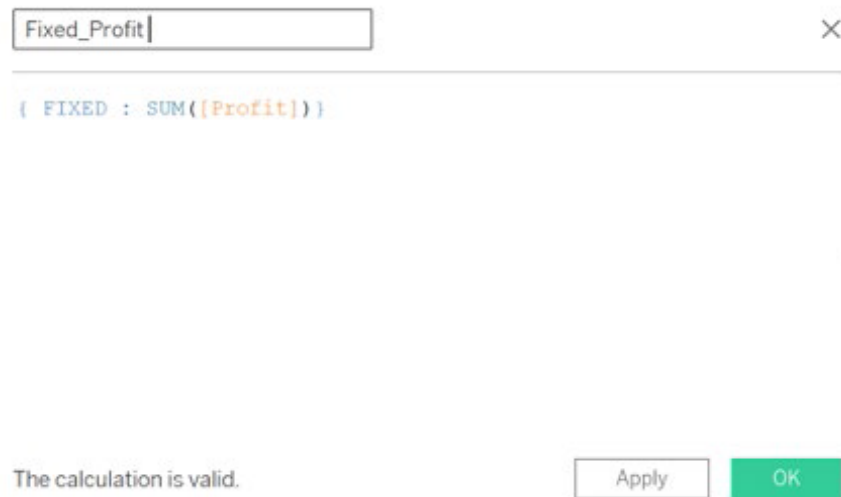 Fixed_Profit
{ FIXED : SUM([Profit])}
The calculation is valid.
Apply
OK